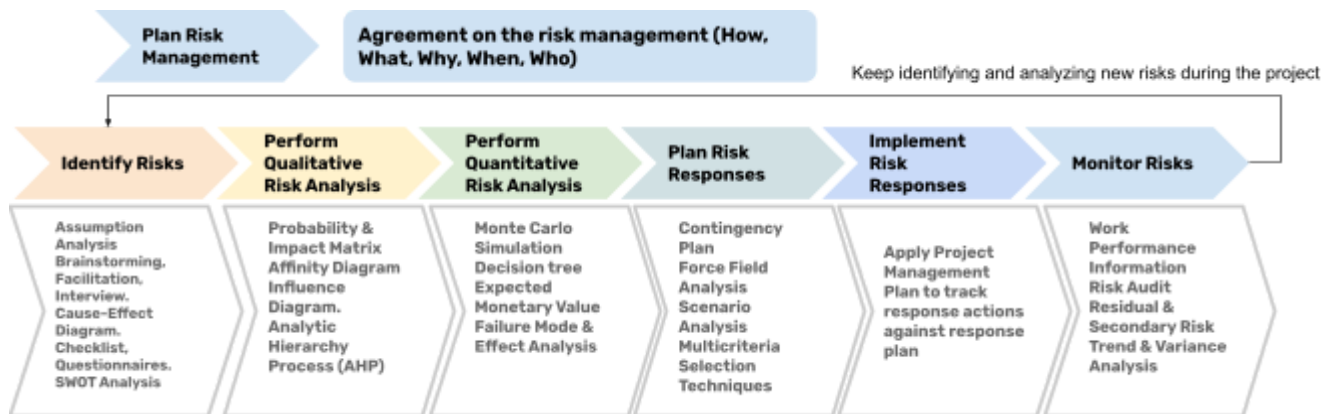 Plan Risk
Management
Agreement on the risk management (How,
What, Why, When, Who)
Keep identifying and analyzing new risks during the project
Identify Risks
Perform
Qualitative
Risk Analysis
Perform
Quantitative
Risk Analysis
Plan Risk
Responses
Implement
Risk
Responses
Monitor Risks
Assumption
Analysis
Brainstorming,
Facilitation,
Interview.
Cause-Effect
Diagram.
Checklist,
Questionnaires.
SWOT Analysis
Probability &
Impact Matrix
Affinity Diagram
Influence
Diagram.
Analytic
Hierarchy
Process (AHP)
Monte Carlo
Simulation
Decision tree
Expected
Monetary Value
Failure Mode &
Effect Analysis
Contingency
Plan
Force Field
Analysis
Scenario
Analysis
Multicriteria
Selection
Techniques
Apply Project
Management
Plan to track
response actions
against response
plan
Work
Performance
Information
Risk Audit
Residual &
Secondary Risk
Trend & Variance
Analysis